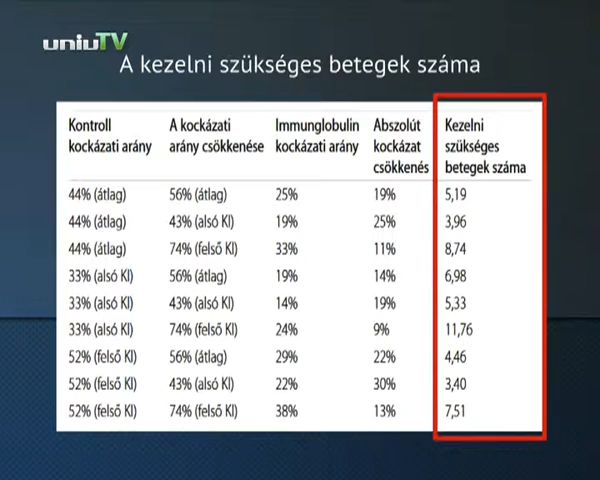 uniuTV
A kezelni szükséges betegek száma
Kontroll kockázati arány A kockázati arány csökkenése Immunglobulin kockázati arány Abszolút kockázat csökkenés Kezelni szükséges betegek száma
44% (átlag) 56% (átlag) 25% 19% 5,19
44% (átlag) 43% (alsó KI) 19% 25% 3,96
44% (átlag) 74% (felső KI) 33% 11% 8,74
33% (alsó KI) 56% (átlag) 19% 14% 6,98
33% (alsó KI) 43% (alsó KI) 14% 19% 5,33
33% (alsó KI) 74% (felső KI) 24% 9% 11,76
52% (felső KI) 56% (átlag) 29% 22% 4,46
52% (felső KI) 43% (alsó KI) 22% 30% 3,40
52% (felső KI) 74% (felső KI) 38% 13% 7,51